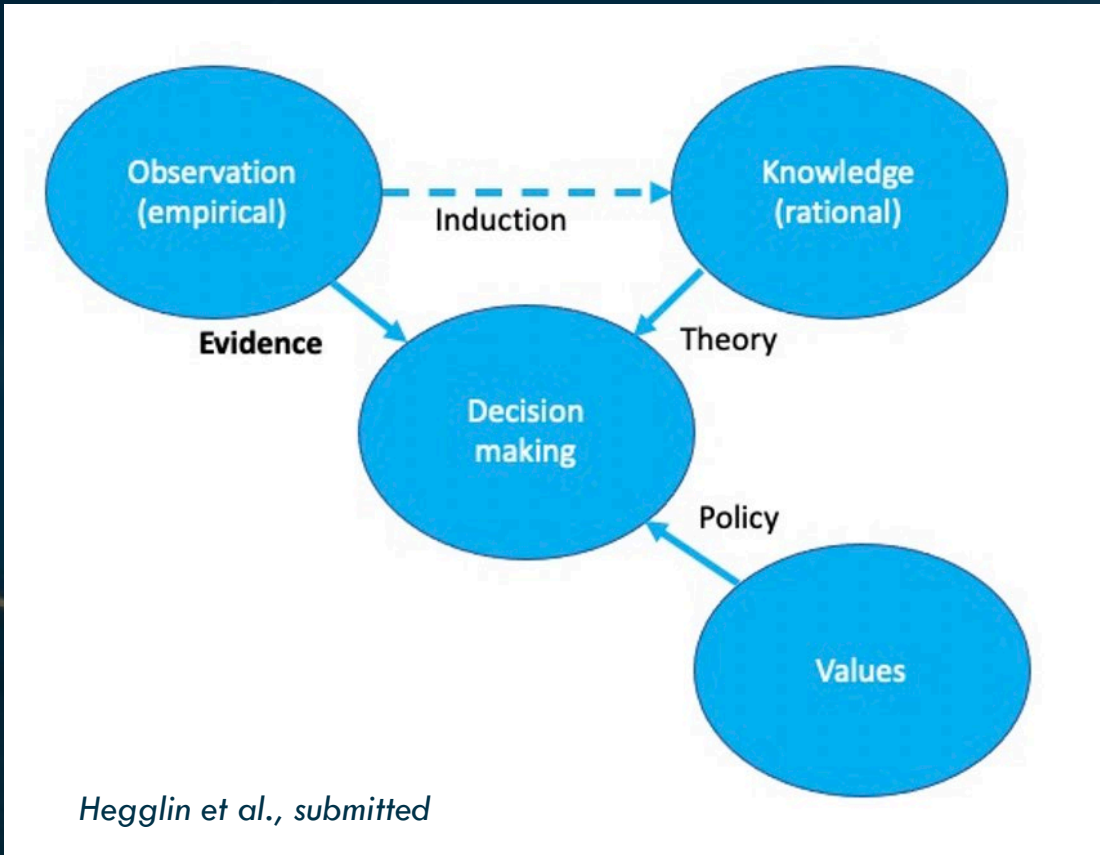 Observation
(empirical)
Knowledge
(rational)
Induction
Evidence
Theory
Decision
making
Policy
Values
Hegglin et al., submitted